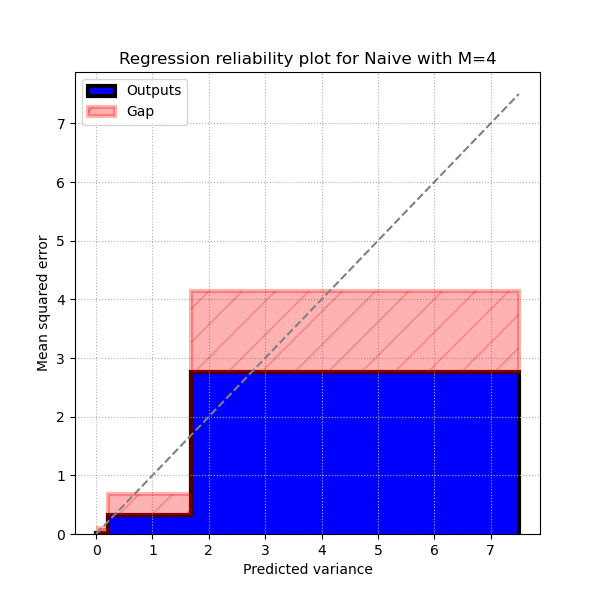 Regression reliability plot for Naive with M=4
Outputs
Gap
7
6
5
4
3
2
1
0
Mean squared error
0 1 2 3 4 5 6 7
Predicted variance